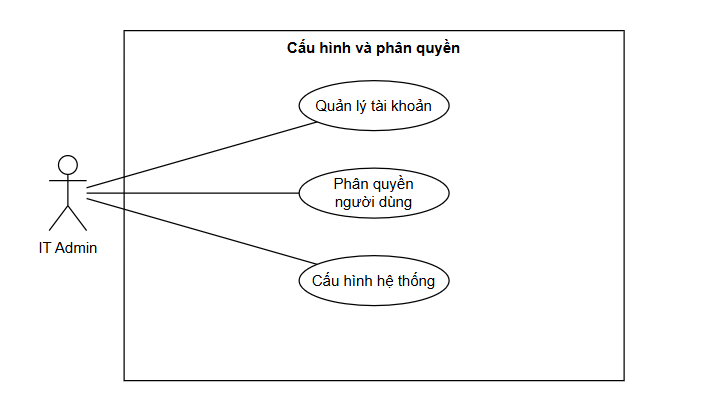 Cấu hình và phân quyền
Quản lý tài khoản
Phân quyền
người dùng
IT Admin
Cấu hình hệ thống